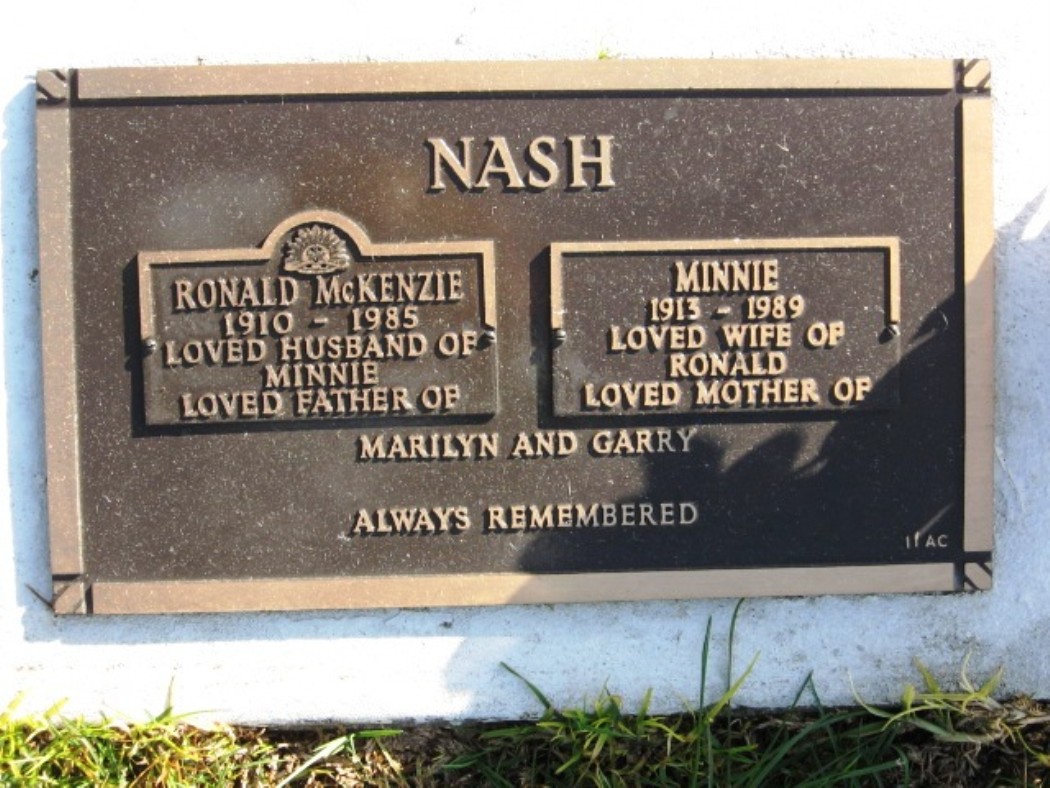 NASH
RONALD McKENZIE
1910 - 1985
LOVED HUSBAND OF
MINNIE
LOVED FATHER OF
MINNIE
1913 - 1989
LOVED WIFE OF
RONALD
LOVED MOTHER OF
MARILYN AND GARRY
ALWAYS REMEMBERED
11 AC